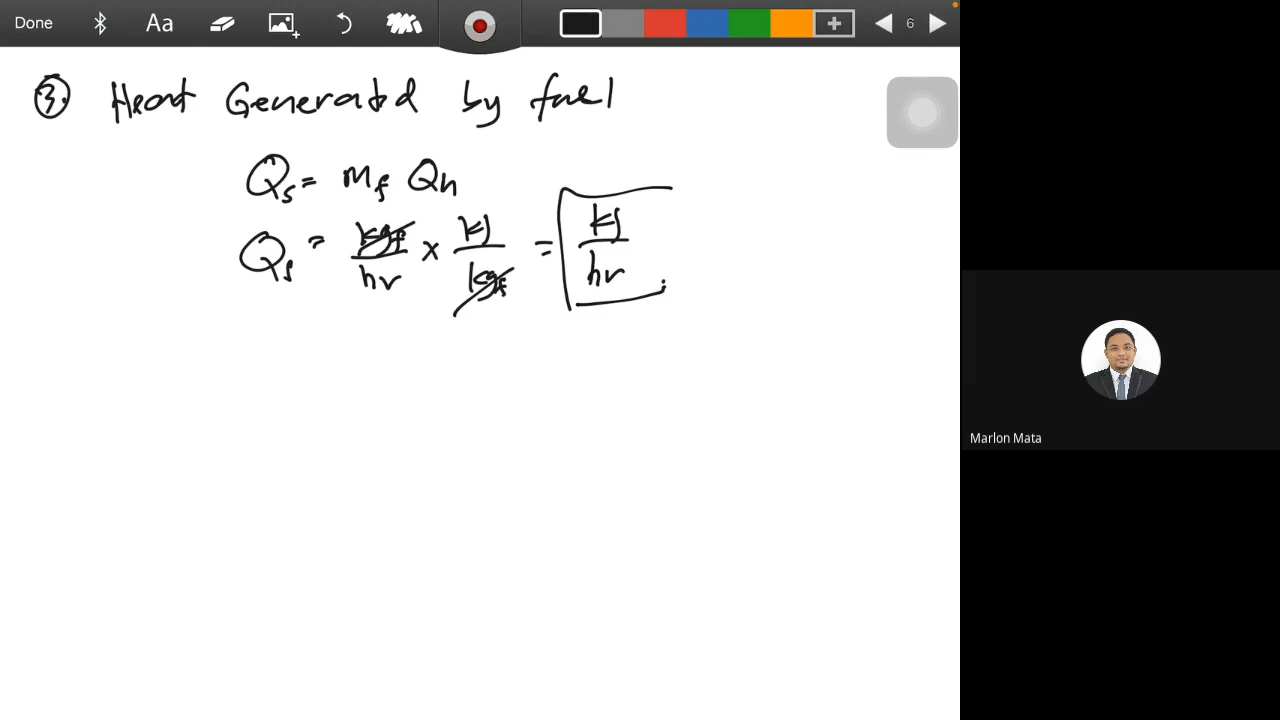 Done Aa 6
③ Heat Generated by fuel
Qs = mf Qh
Qs = kgf/hr × kJ/kgf = kJ/hr
Marlon Mata